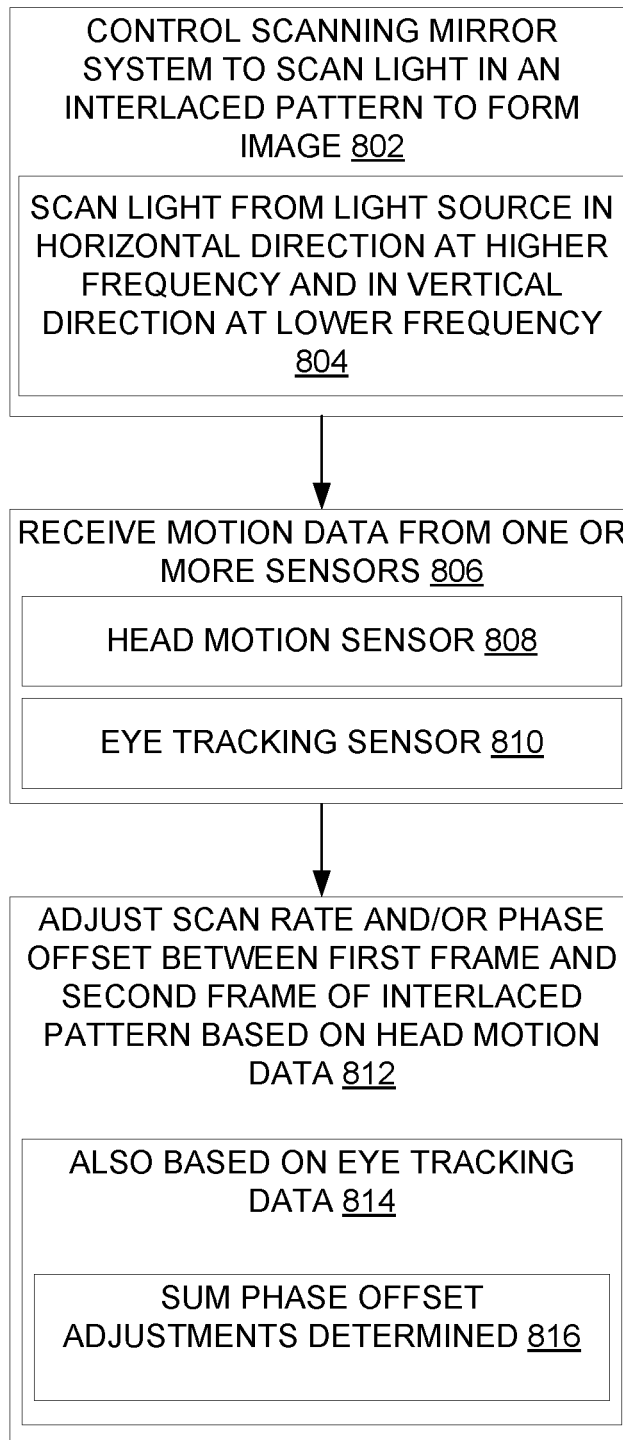 CONTROL SCANNING MIRROR
SYSTEM TO SCAN LIGHT IN AN
INTERLACED PATTERN TO FORM
IMAGE 802
SCAN LIGHT FROM LIGHT SOURCE IN
HORIZONTAL DIRECTION AT HIGHER
FREQUENCY AND IN VERTICAL
DIRECTION AT LOWER FREQUENCY
804
RECEIVE MOTION DATA FROM ONE OR
MORE SENSORS 806
HEAD MOTION SENSOR 808
EYE TRACKING SENSOR 810
ADJUST SCAN RATE AND/OR PHASE
OFFSET BETWEEN FIRST FRAME AND
SECOND FRAME OF INTERLACED
PATTERN BASED ON HEAD MOTION
DATA 812
ALSO BASED ON EYE TRACKING
DATA 814
SUM PHASE OFFSET
ADJUSTMENTS DETERMINED 816